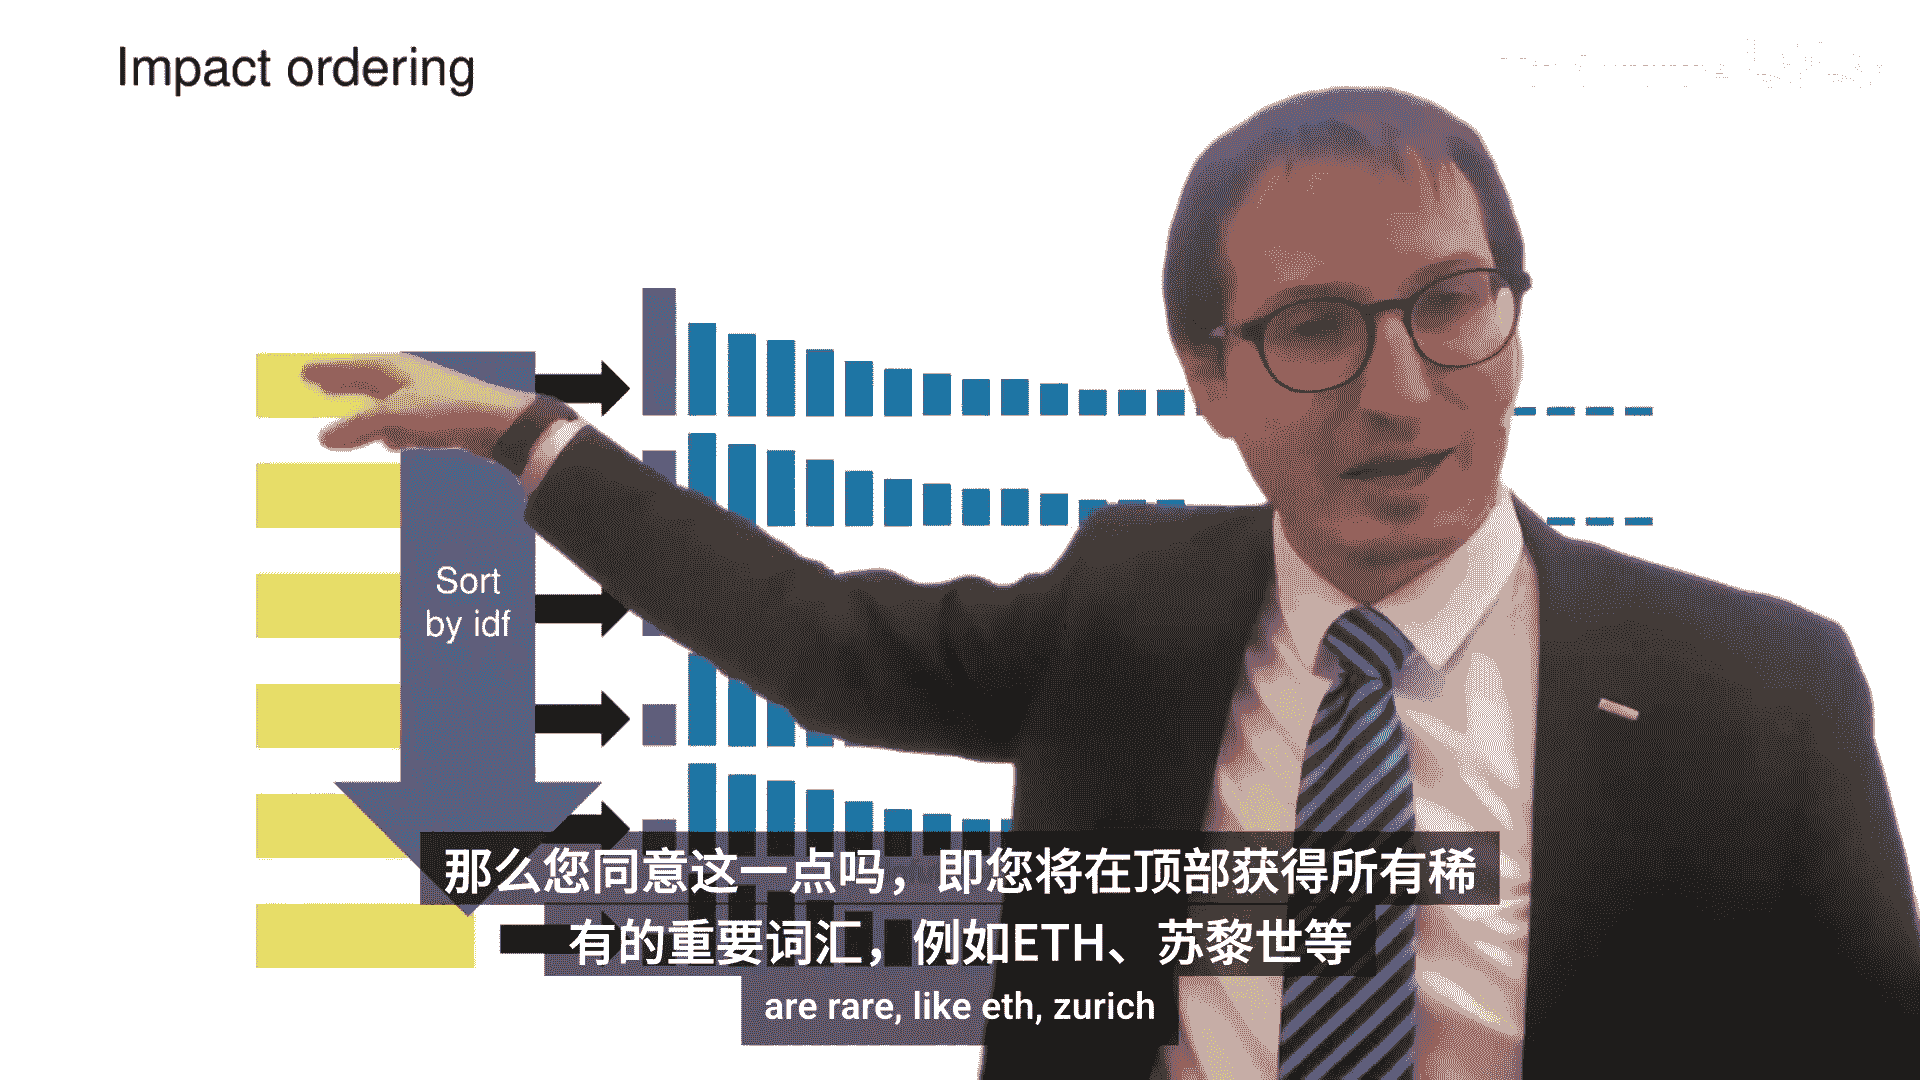 Impact ordering
Sort
by idf
那么您同意这一点吗，即您将在顶部获得所有稀
有的重要词汇，例如ETH、苏黎世等
are rare, like eth, zurich